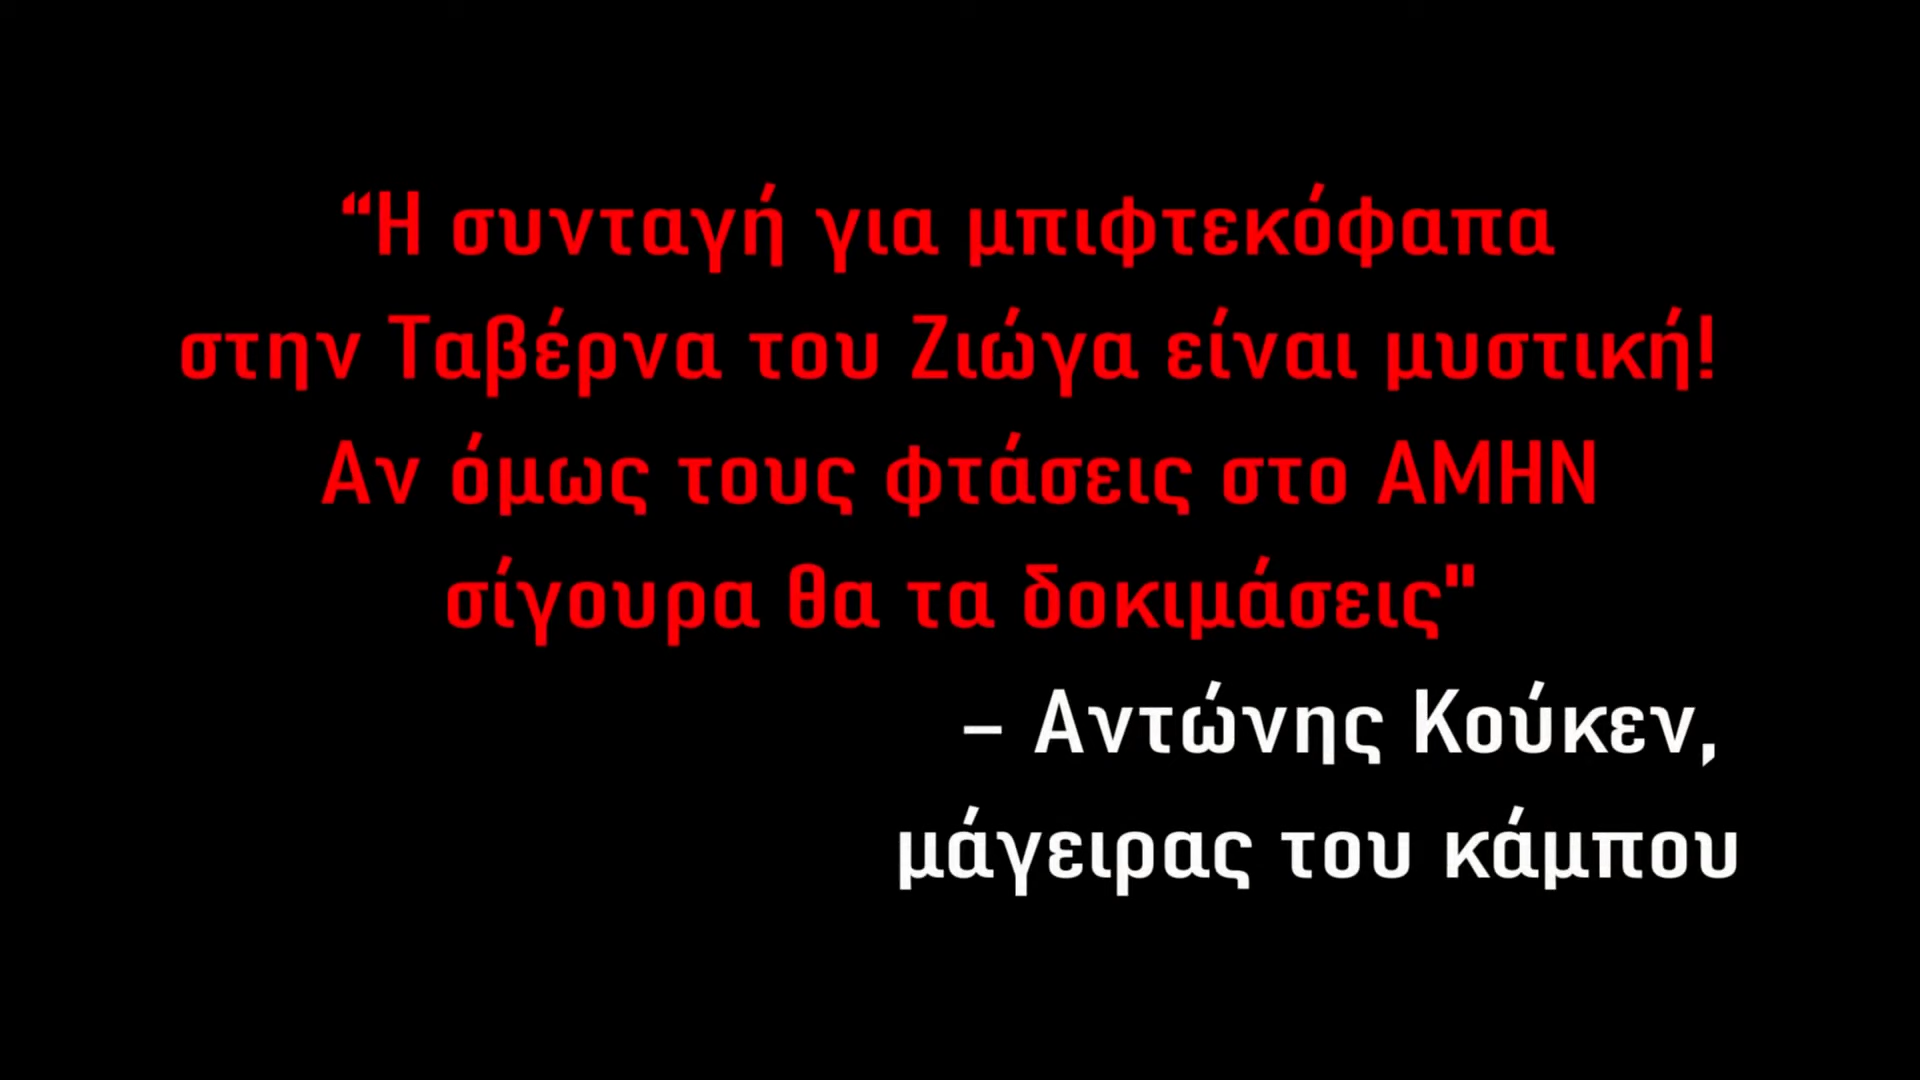 “Η συνταγή για μπιφτεκόφαπα
στην Ταβέρνα του Ζιώγα είναι μυστική!
Αν όμως τους φτάσεις στο ΑΜΗΝ
σίγουρα θα τα δοκιμάσεις"
– Αντώνης Κούκεν,
μάγειρας του κάμπου